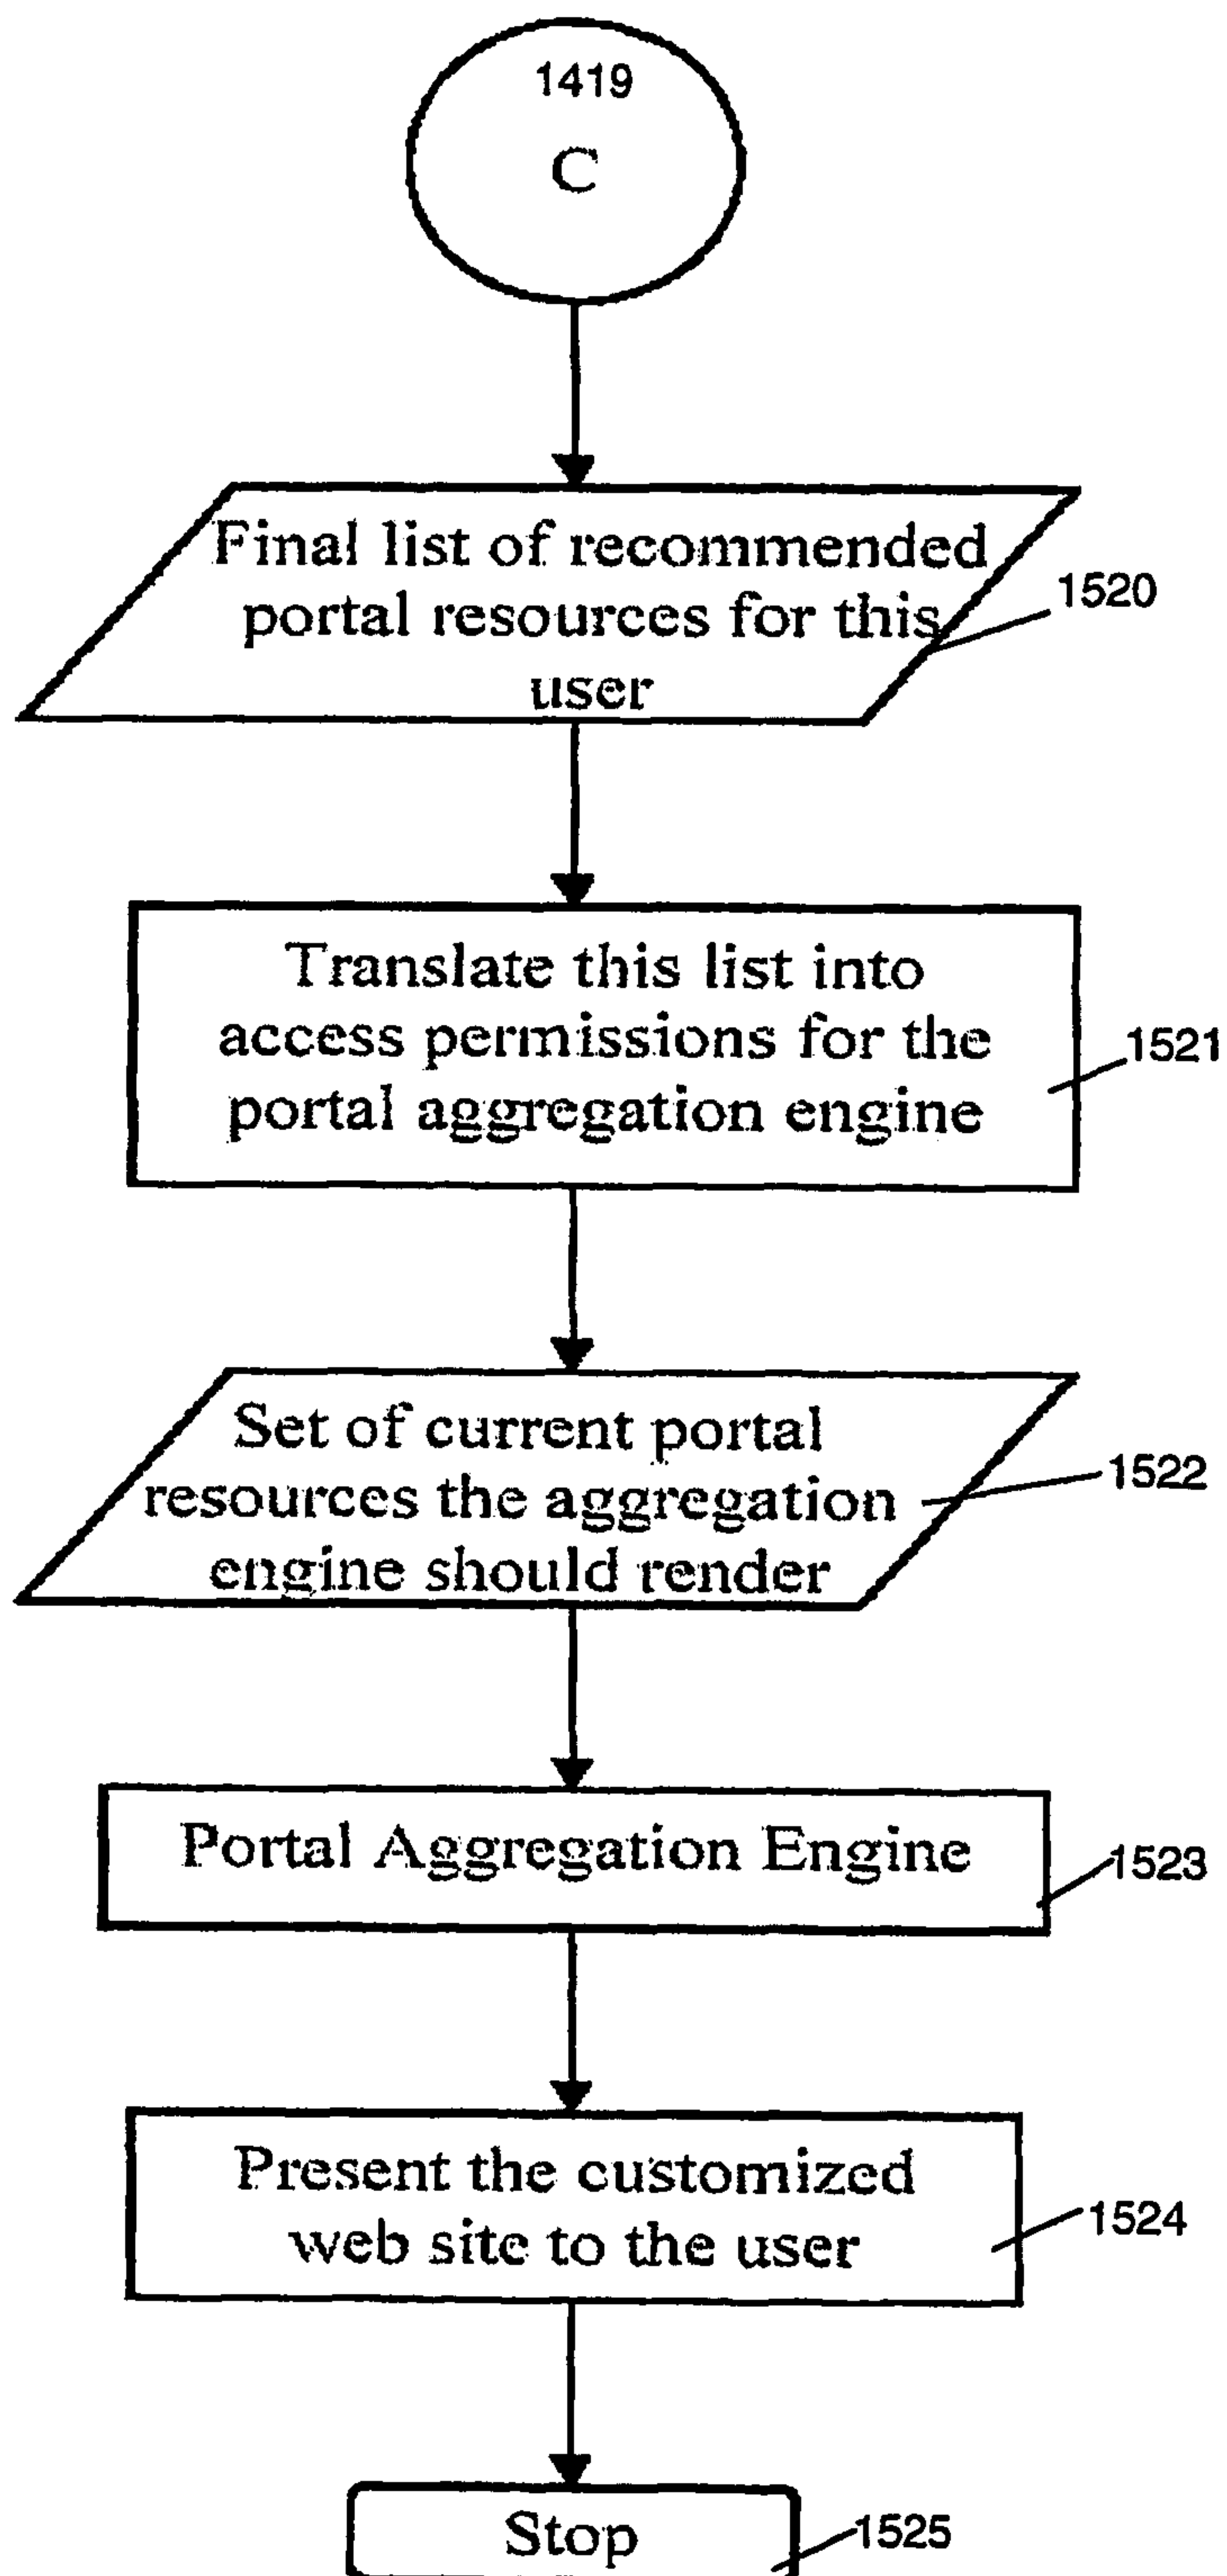 1419
C
Final list of recommended
portal resources for this
user
1520
Translate this list into
access permissions for the
portal aggregation engine
1521
Set of current portal
resources the aggregation
engine should render
1522
Portal Aggregation Engine
1523
Present the customized
web site to the user
1524
Stop
1525